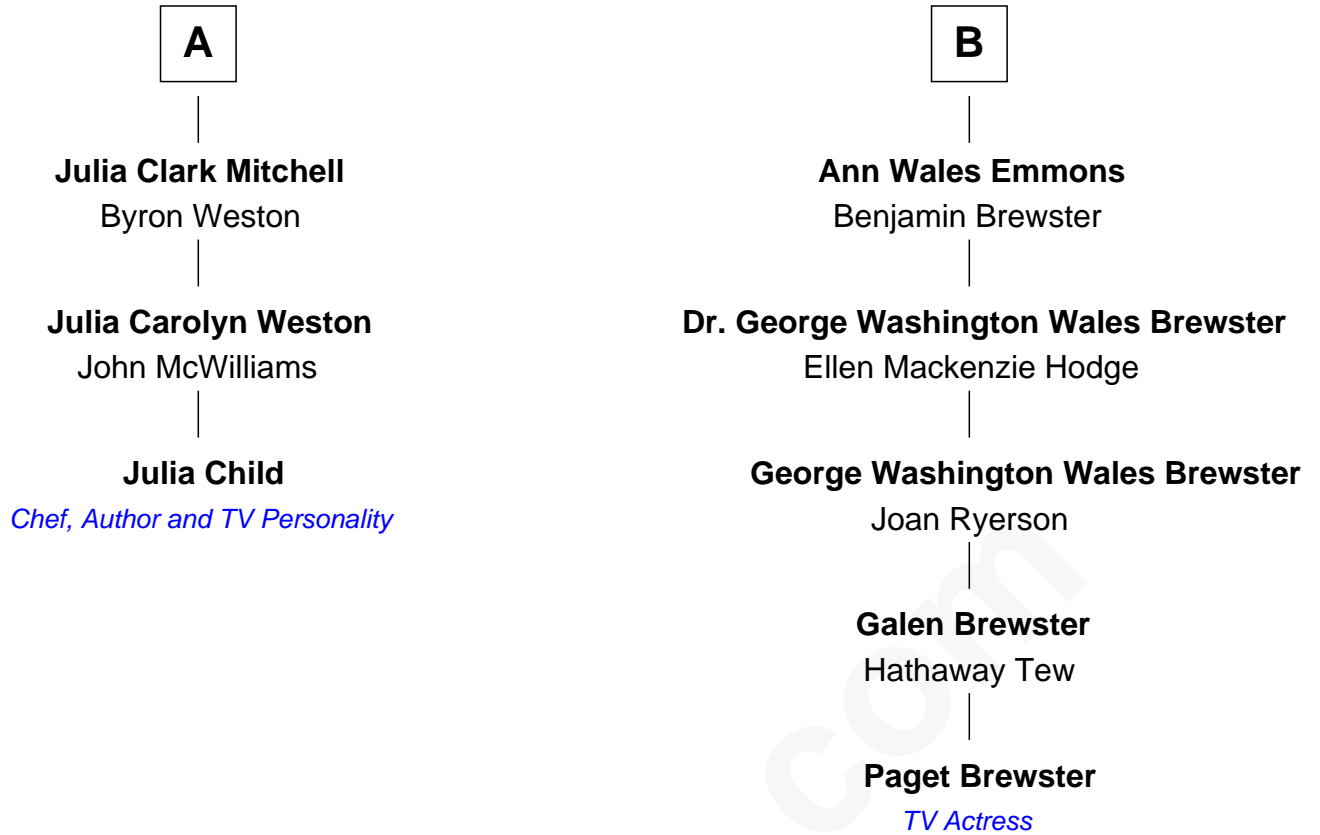 A
Julia Clark Mitchell
Byron Weston
Julia Carolyn Weston
John McWilliams
Julia Child
Chef, Author and TV Personality
B
Ann Wales Emmons
Benjamin Brewster
Dr. George Washington Wales Brewster
Ellen Mackenzie Hodge
George Washington Wales Brewster
Joan Ryerson
Galen Brewster
Hathaway Tew
Paget Brewster
TV Actress
com